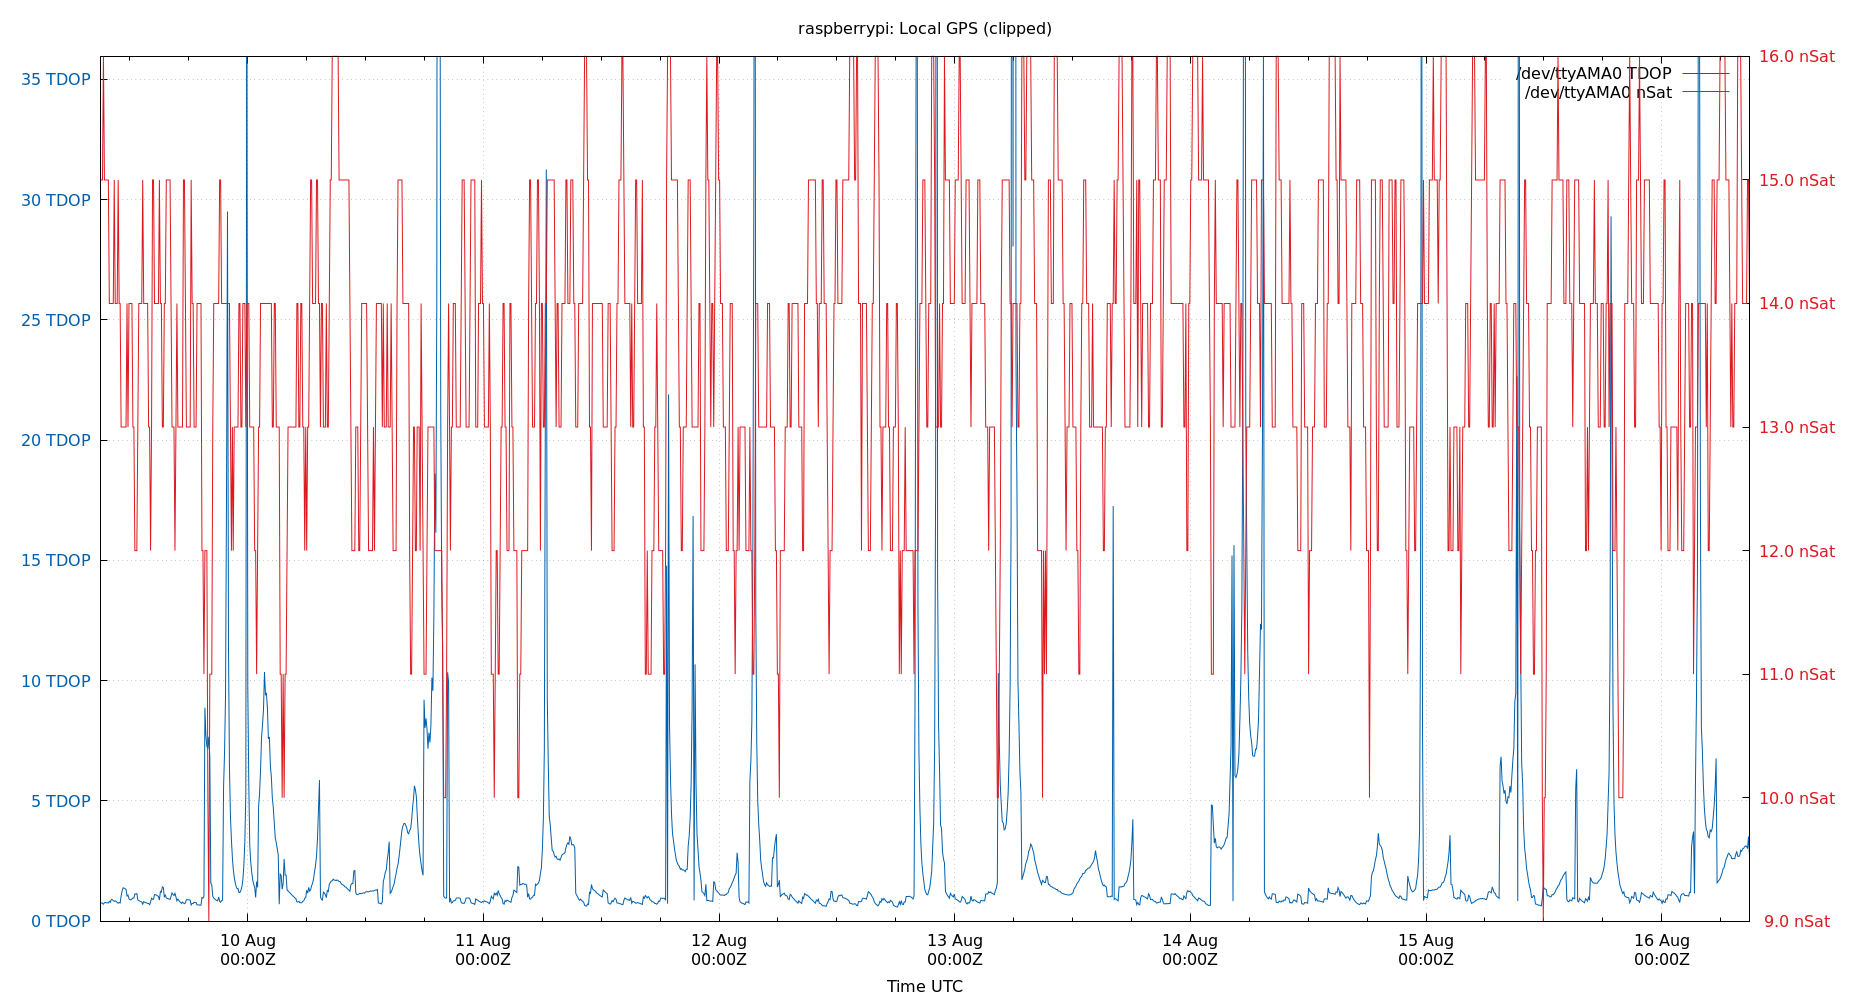 raspberrypi: Local GPS (clipped)
35 TDOP
30 TDOP
25 TDOP
20 TDOP
15 TDOP
10 TDOP
5 TDOP
0 TDOP
16.0 nSat
15.0 nSat
14.0 nSat
13.0 nSat
12.0 nSat
11.0 nSat
10.0 nSat
9.0 nSat
/dev/ttyAMA0 TDOP
/dev/ttyAMA0 nSat
10 Aug
00:00Z
11 Aug
00:00Z
12 Aug
00:00Z
13 Aug
00:00Z
14 Aug
00:00Z
15 Aug
00:00Z
16 Aug
00:00Z
Time UTC